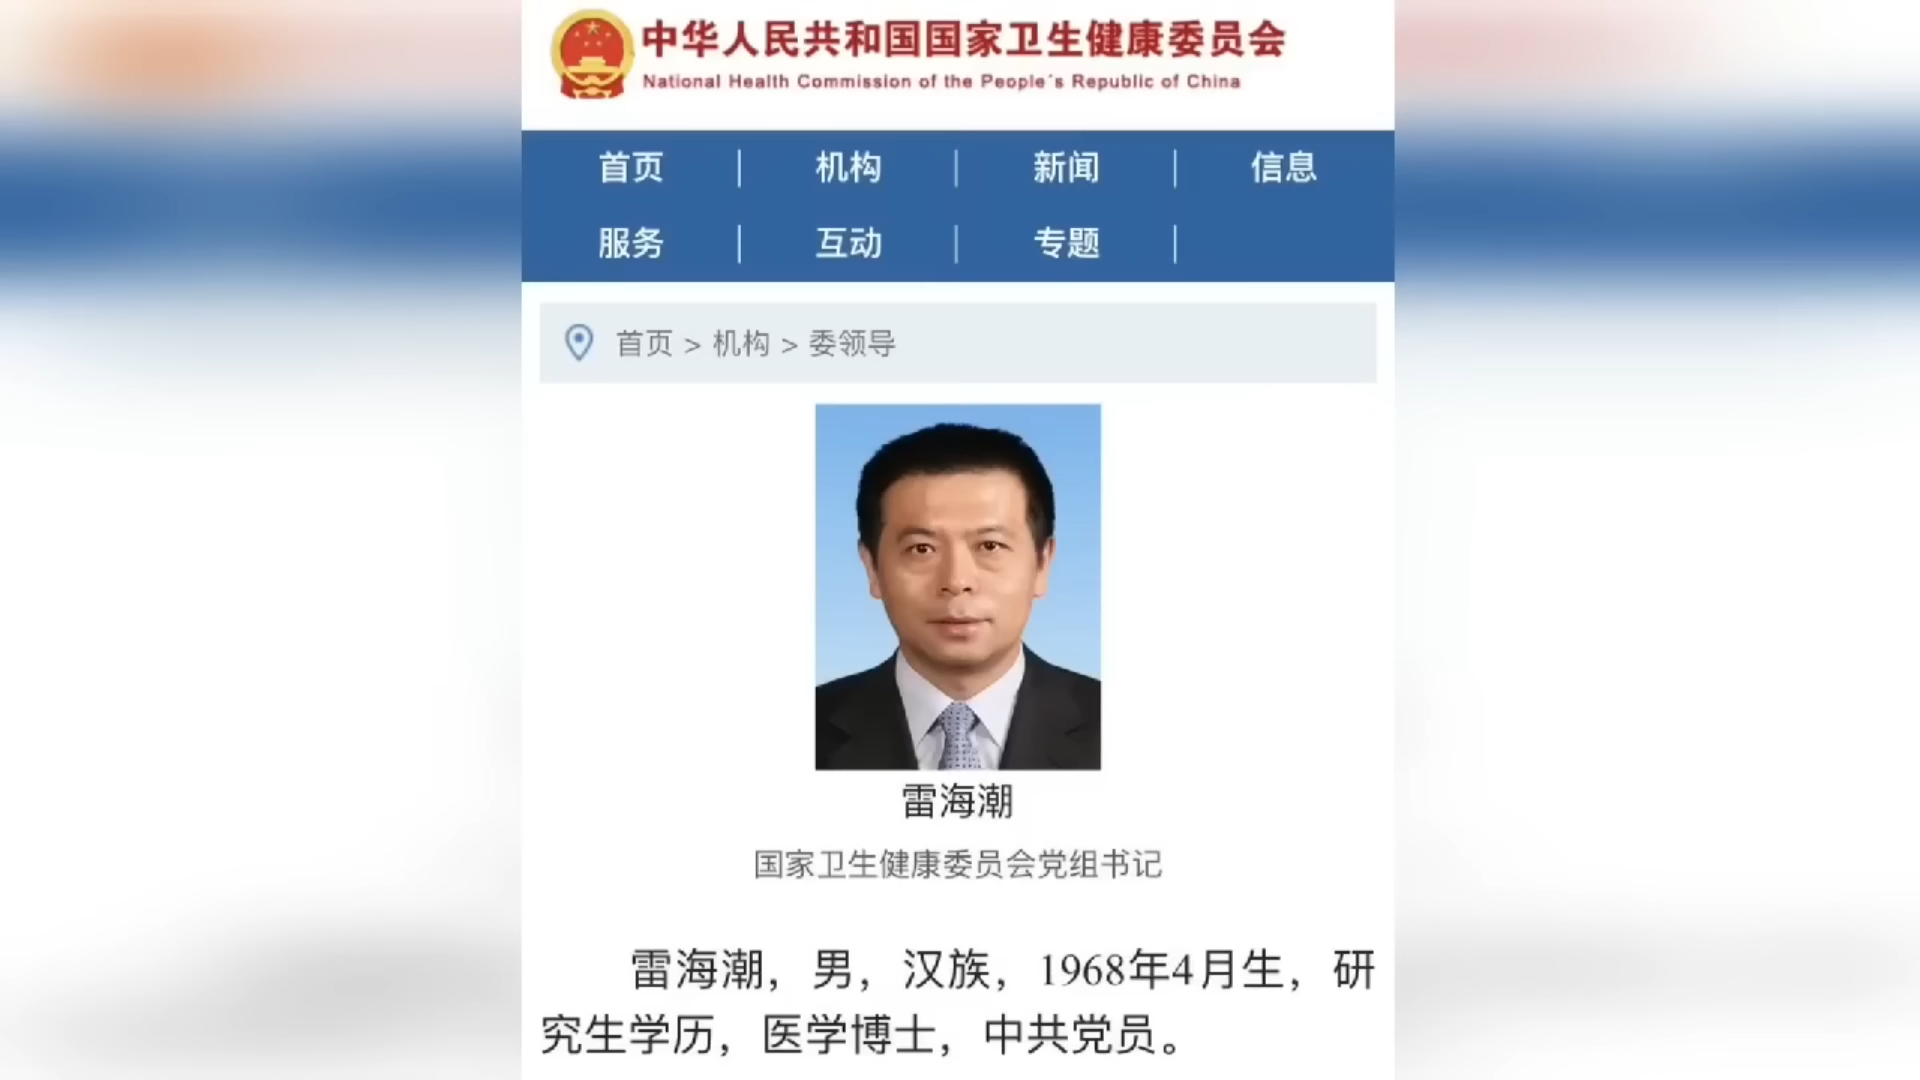 中华人民共和国国家卫生健康委员会
National Health Commission of the People's Republic of China
首页 | 机构 | 新闻 | 信息
服务 | 互动 | 专题 |
首页 > 机构 > 委领导
雷海潮
国家卫生健康委员会党组书记
雷海潮，男，汉族，1968年4月生，研
究生学历，医学博士，中共党员。